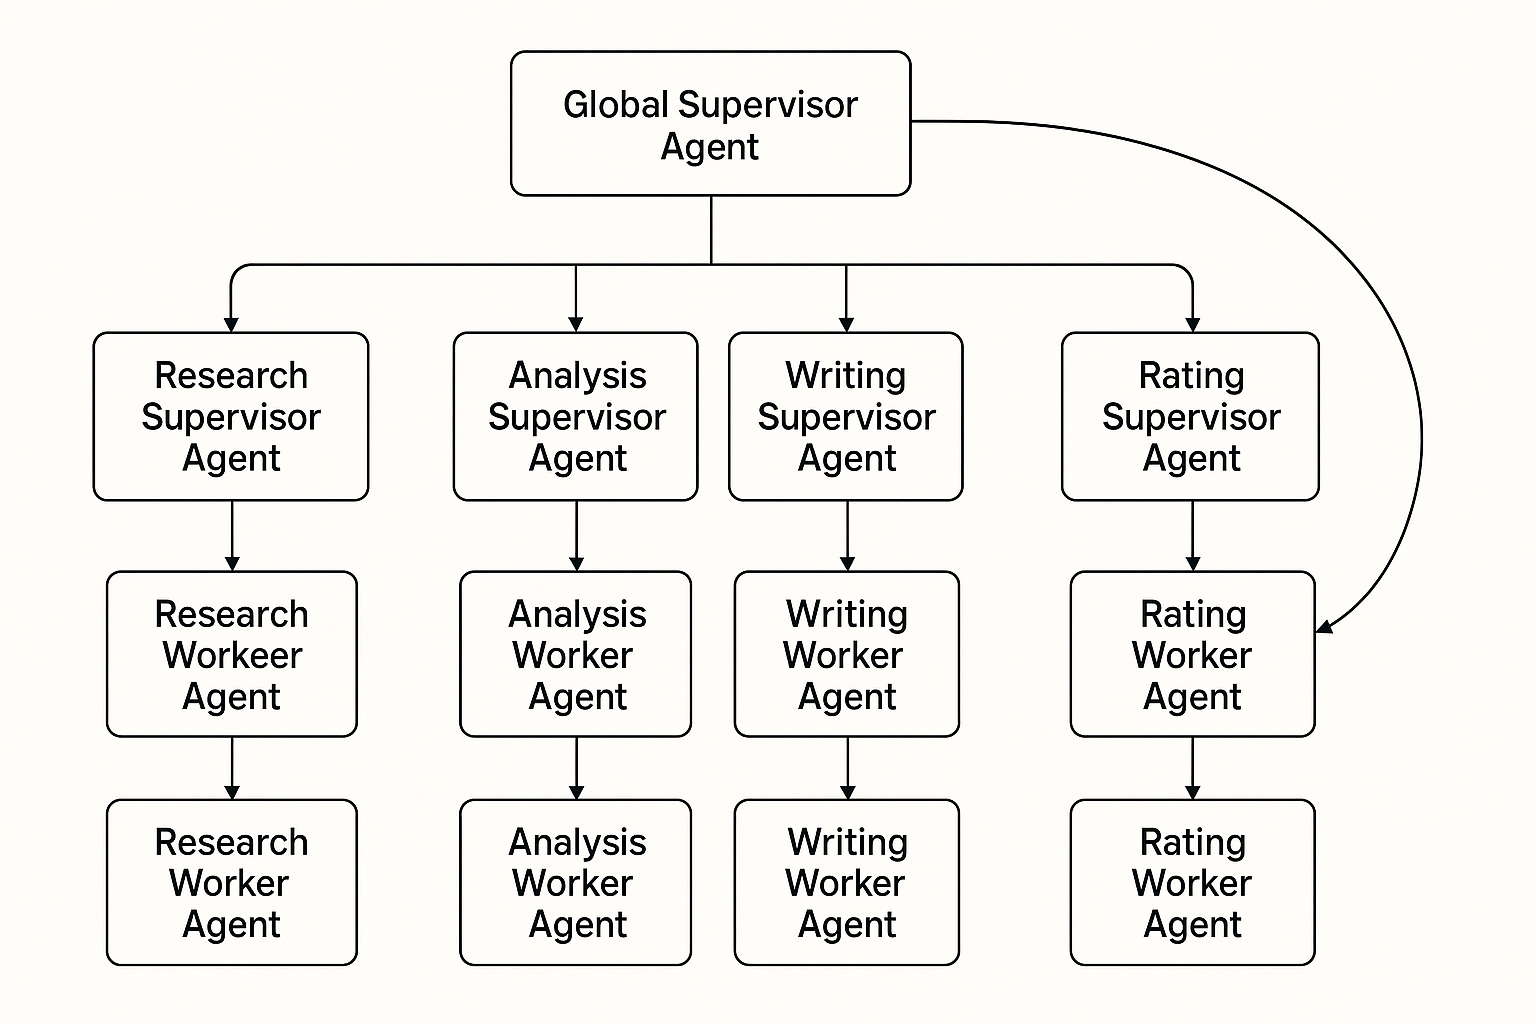 Global Supervisor
Agent
Research
Supervisor
Agent
Analysis
Supervisor
Agent
Writing
Supervisor
Agent
Rating
Supervisor
Agent
Research
Workeer
Agent
Analysis
Worker
Agent
Writing
Worker
Agent
Rating
Worker
Agent
Research
Worker
Agent
Analysis
Worker
Agent
Writing
Worker
Agent
Rating
Worker
Agent